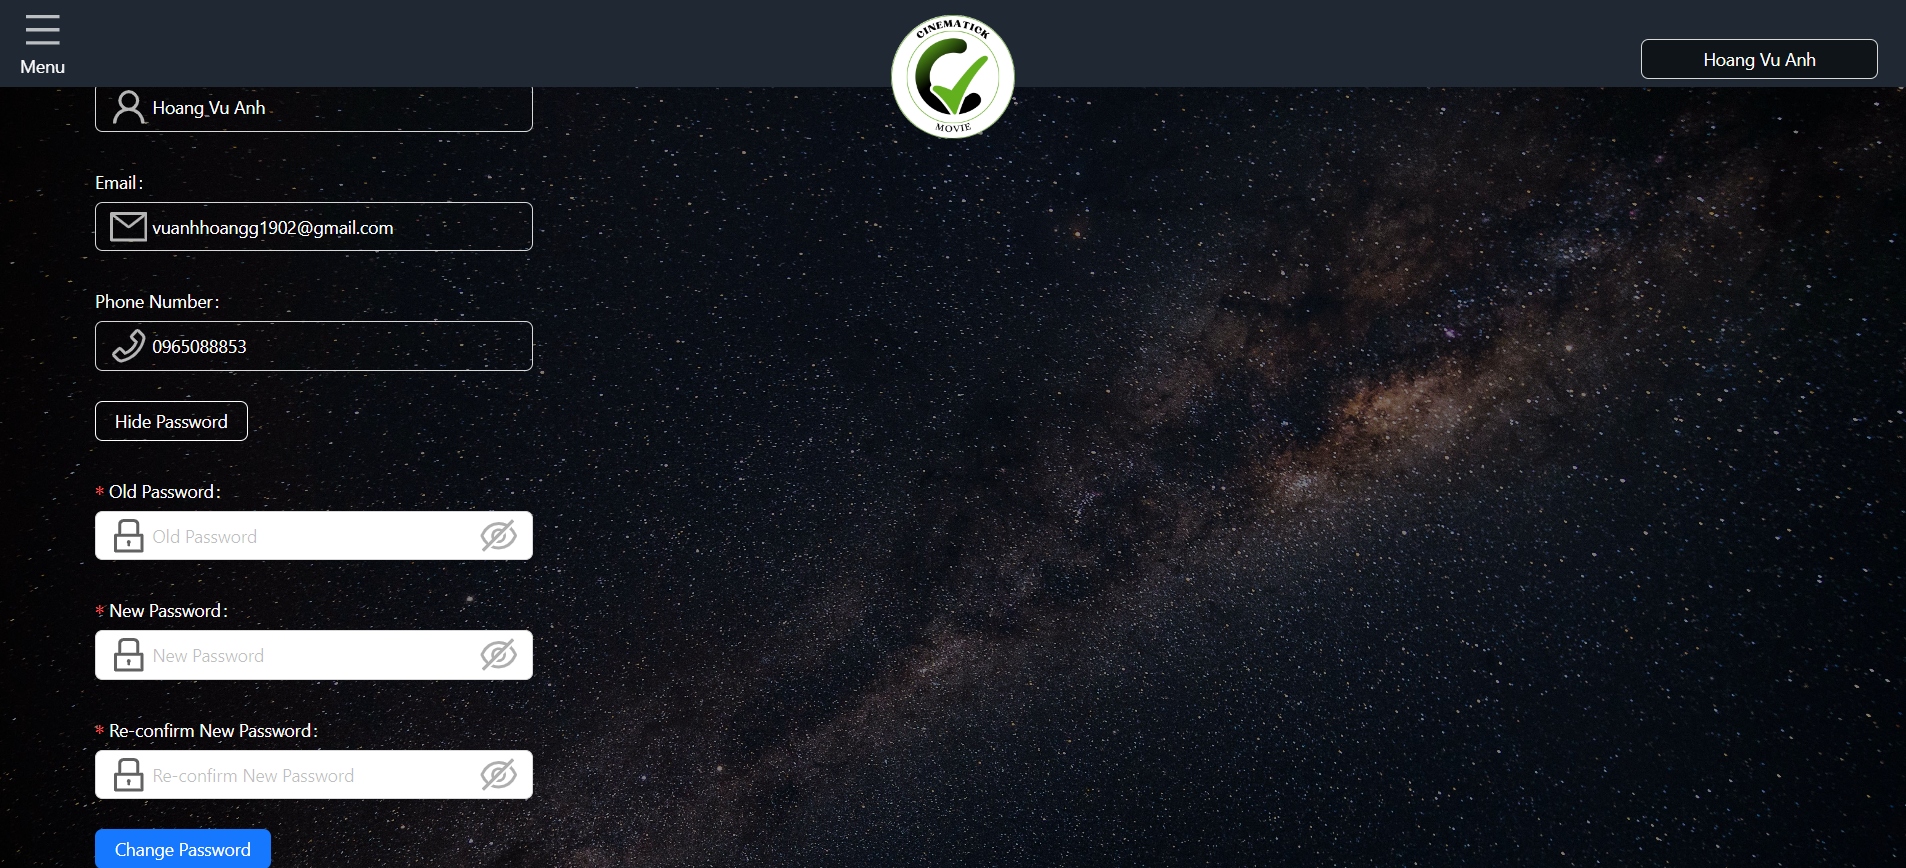 Menu
CINEMATICK
MOVIE
Hoang Vu Anh
Hoang Vu Anh
Email:
vuanhhoangg1902@gmail.com
Phone Number:
0965088853
Hide Password
* Old Password:
Old Password
* New Password:
New Password
* Re-confirm New Password:
Re-confirm New Password
Change Password